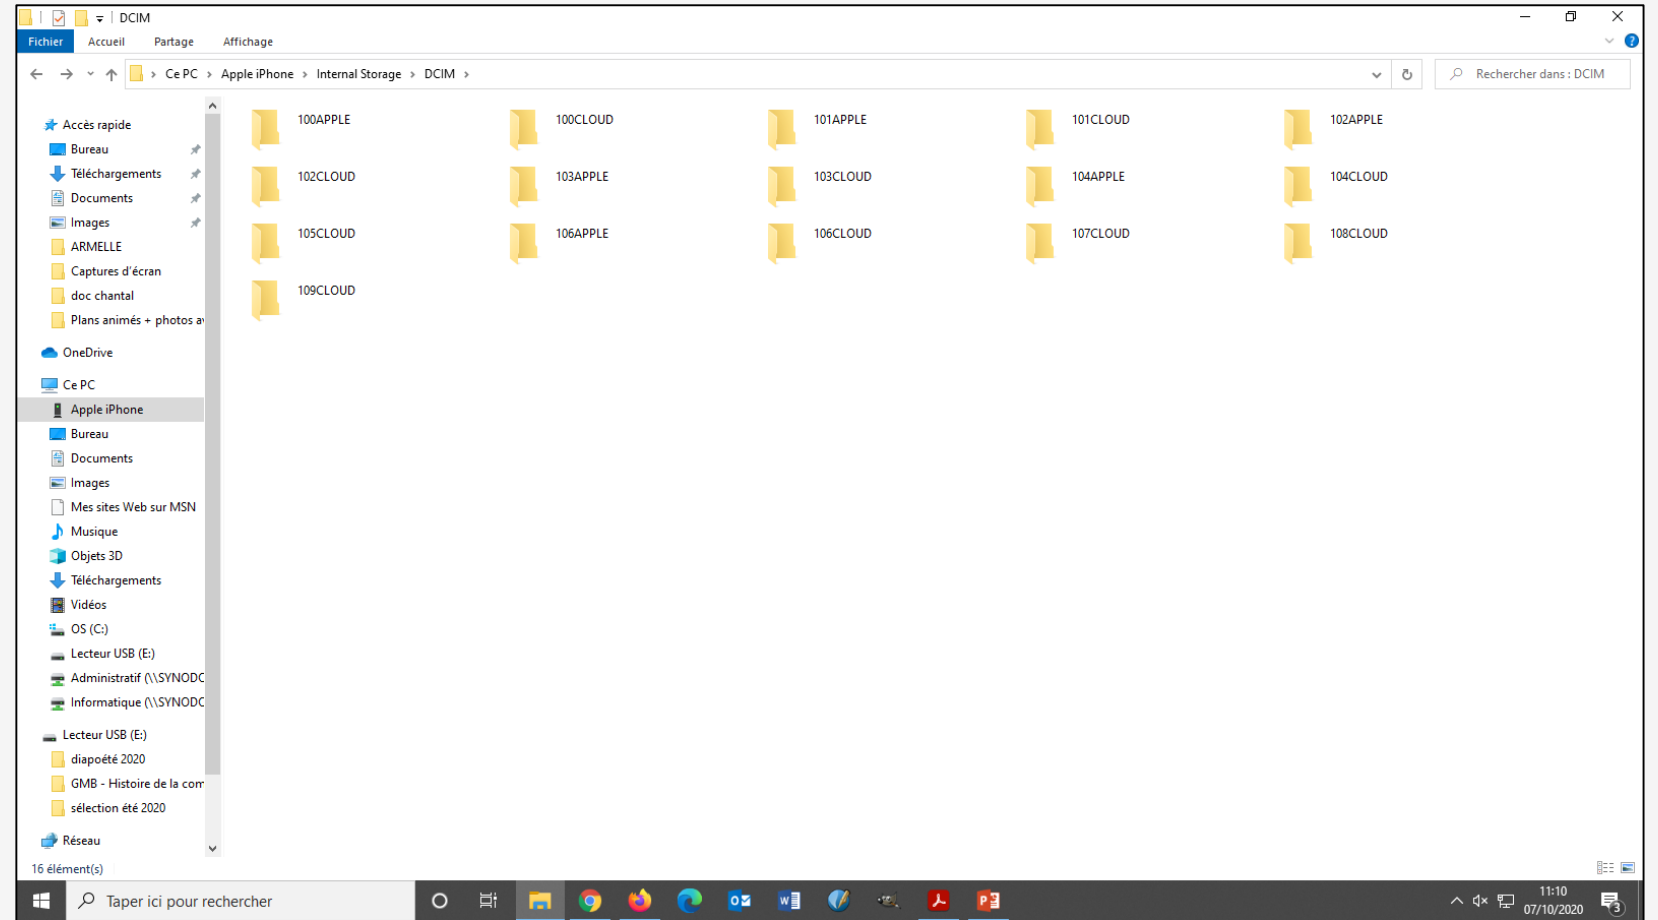 DCIM
Fichier Accueil Partage Affichage
Ce PC > Apple iPhone > Internal Storage > DCIM >
Rechercher dans : DCIM
Accès rapide
Bureau
Téléchargements
Documents
Images
ARMELLE
Captures d'écran
doc chantal
Plans animés + photos a
OneDrive
Ce PC
Apple iPhone
Bureau
Documents
Images
Mes sites Web sur MSN
Musique
Objets 3D
Téléchargements
Vidéos
OS (C:)
Lecteur USB (E:)
Administratif (\\SYNODC
Informatique (\\SYNODC
Lecteur USB (E:)
diapoété 2020
GMB - Histoire de la com
sélection été 2020
Réseau
100APPLE 100CLOUD 101APPLE 101CLOUD 102APPLE
102CLOUD 103APPLE 103CLOUD 104APPLE 104CLOUD
105CLOUD 106APPLE 106CLOUD 107CLOUD 108CLOUD
109CLOUD
16 élément(s)
Taper ici pour rechercher
11:10
07/10/2020
3